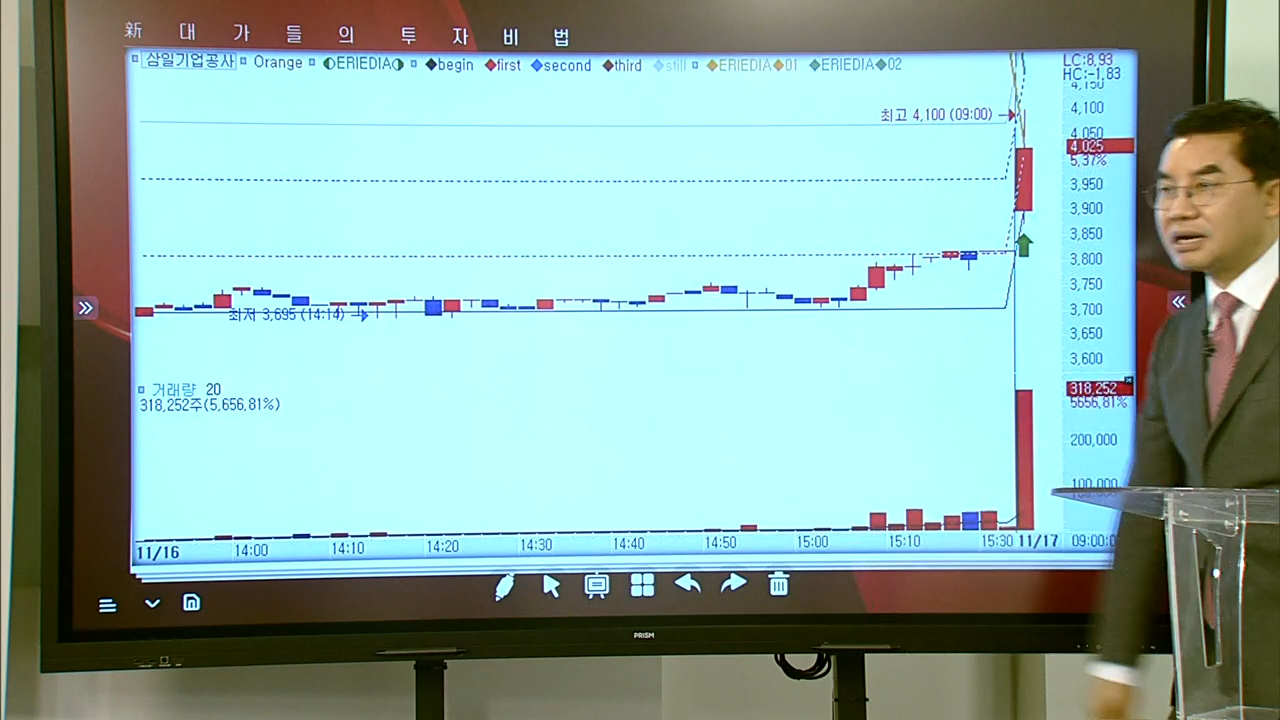 新 대 가 들 의 투 자 비 법
삼일기업공사 Orange ERIEDIA begin first second third still ERIEDIA 01 ERIEDIA 02
LC:8,93
HC:-1,83
4,150
최고 4,100 (09:00)
4,100
4,050
4,025
5,37%
3,950
3,900
3,850
3,800
3,750
최저 3,695 (14:14)
3,700
3,650
3,600
거래량 20
318,252주(5,656,81%)
318,252
5656,81%
200,000
100,000
11/16 14:00 14:10 14:20 14:30 14:40 14:50 15:00 15:10 15:30 11/17 09:00:0
PRISM